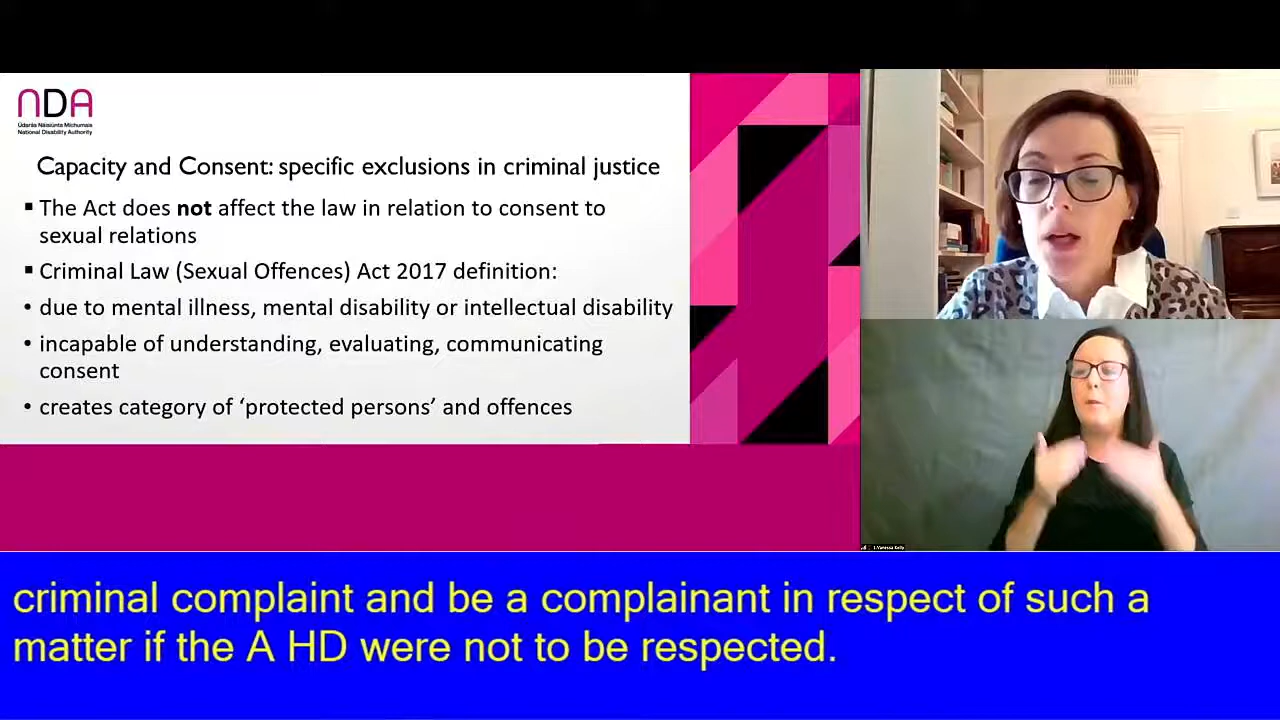 NDA
Údarás Náisiúnta Míchumais
National Disability Authority
Capacity and Consent: specific exclusions in criminal justice
▪ The Act does not affect the law in relation to consent to
sexual relations
▪ Criminal Law (Sexual Offences) Act 2017 definition:
• due to mental illness, mental disability or intellectual disability
• incapable of understanding, evaluating, communicating
consent
• creates category of ‘protected persons’ and offences
Vanessa Kelly
criminal complaint and be a complainant in respect of such a
matter if the A HD were not to be respected.